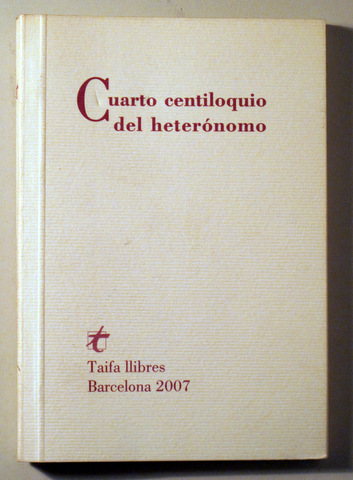 Cuarto centiloquio
del heterónomo
t
Taifa llibres
Barcelona 2007